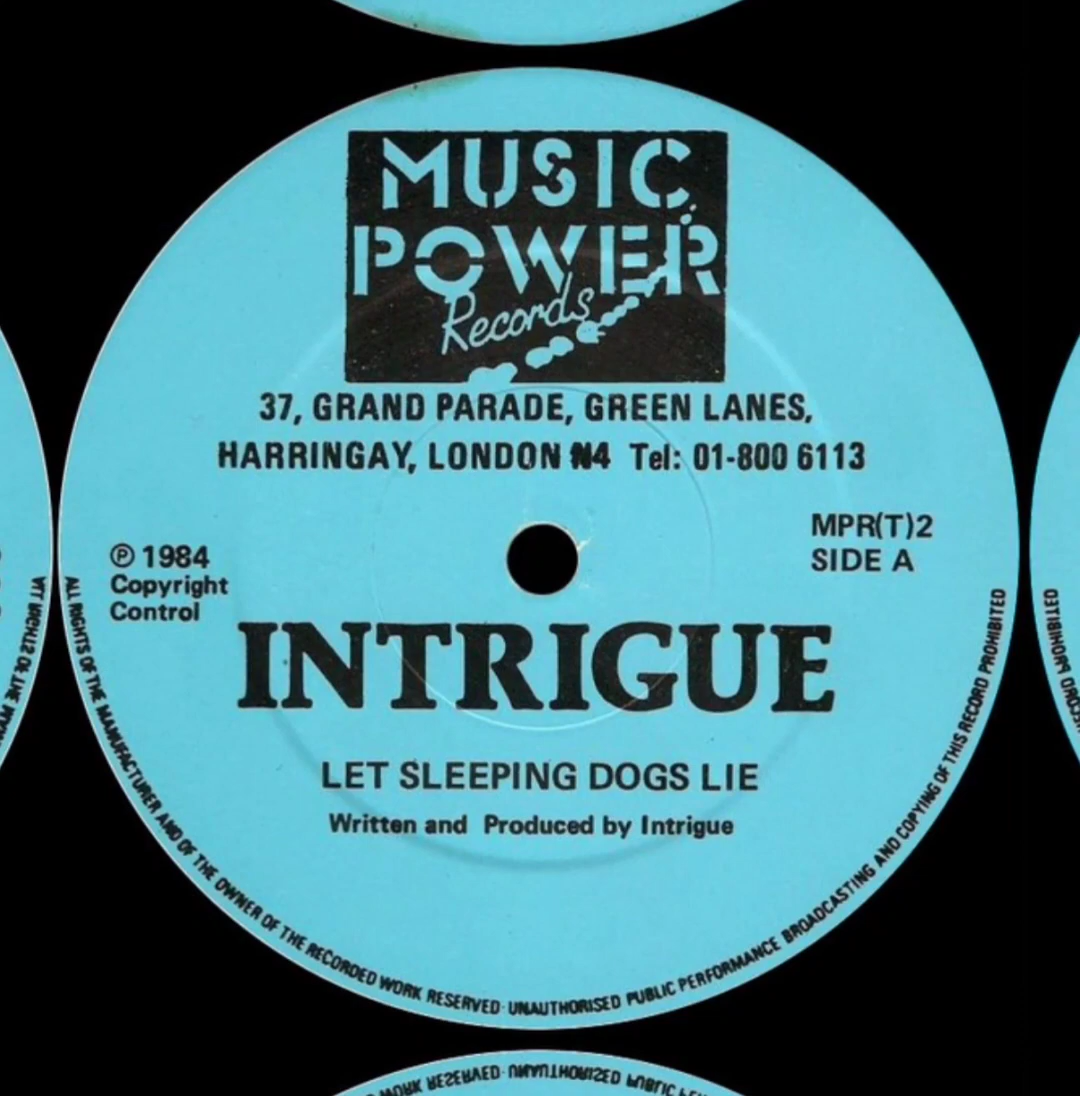 MUSIC
POWER
Records
37, GRAND PARADE, GREEN LANES,
HARRINGAY, LONDON N4 Tel: 01-800 6113
MPR(T)2
SIDE A
Ⓟ 1984
Copyright
Control
INTRIGUE
LET SLEEPING DOGS LIE
Written and Produced by Intrigue
ALL RIGHTS OF THE MANUFACTURER AND OF THE OWNER OF THE RECORDED WORK RESERVED· UNAUTHORISED PUBLIC PERFORMANCE BROADCASTING AND COPYING OF THIS RECORD PROHIBITED